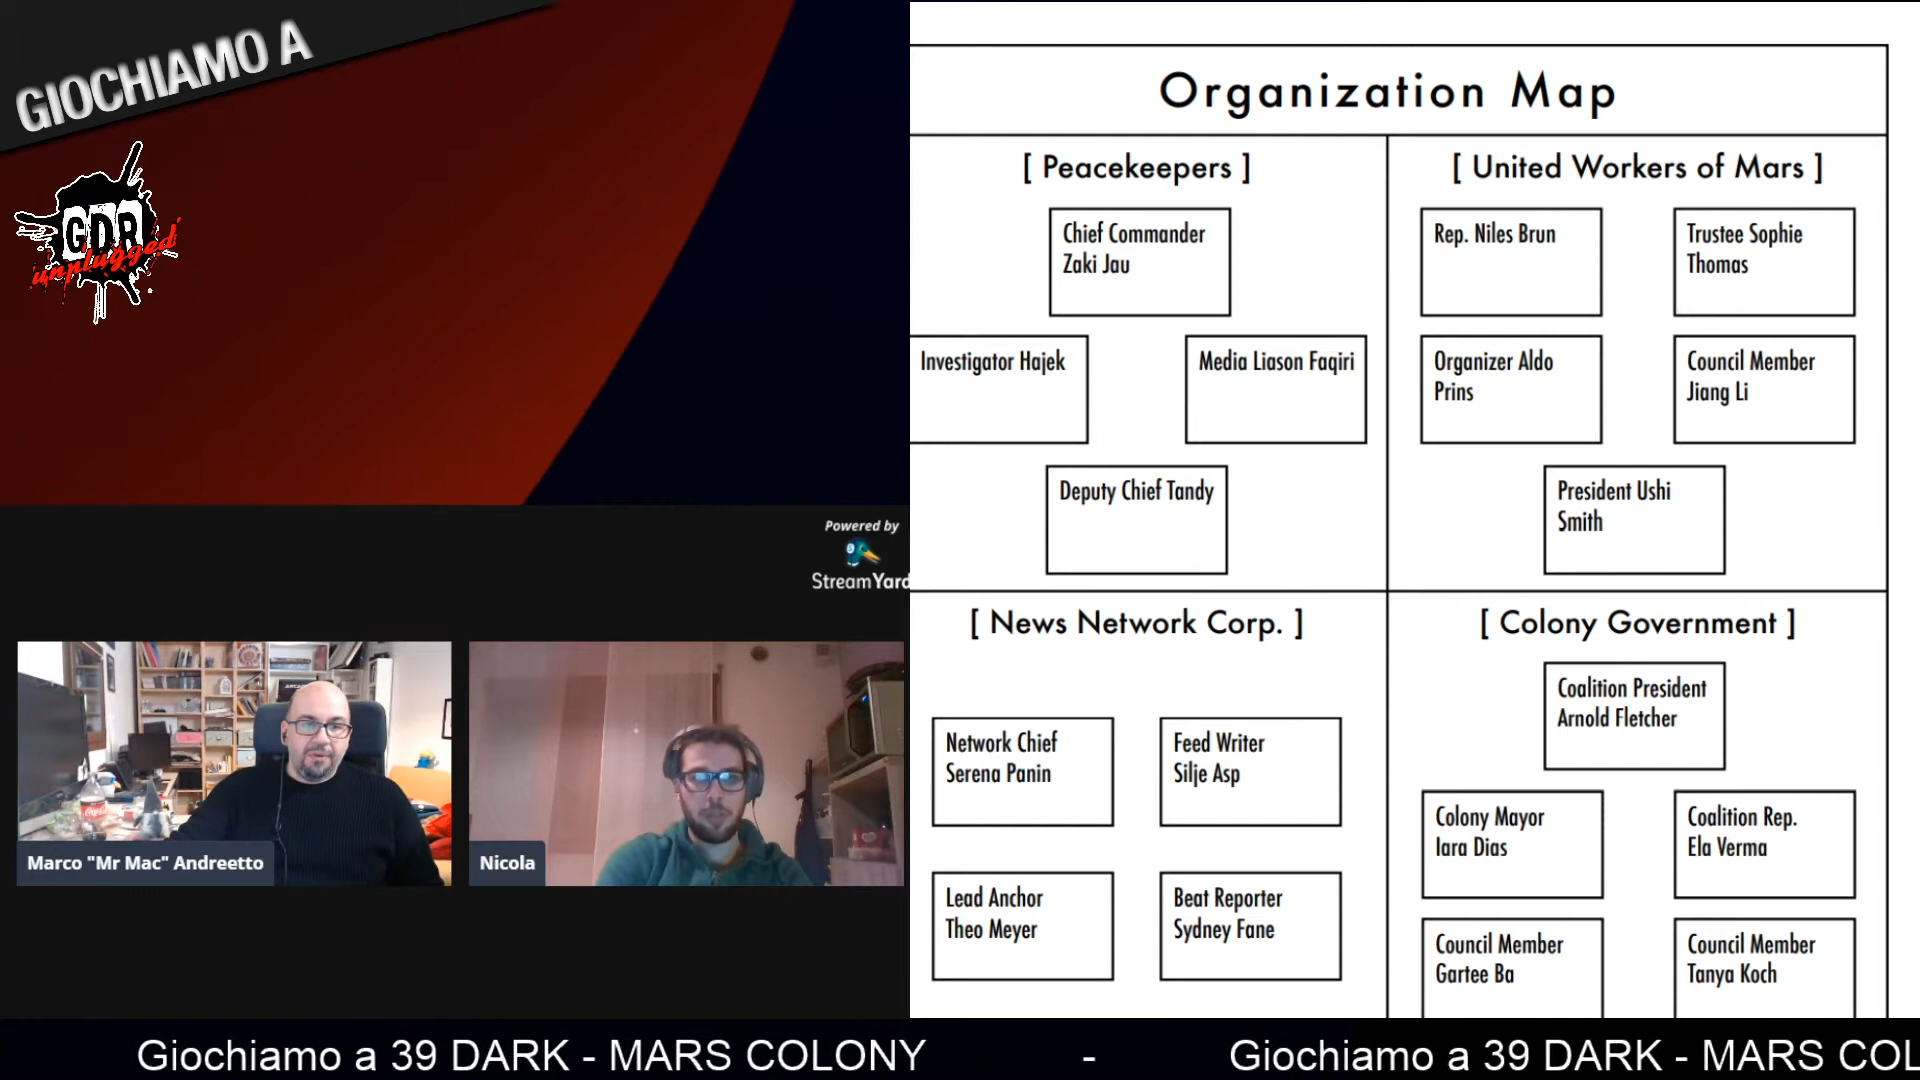 GIOCHIAMO A
GDR
unplugged
Powered by
StreamYard
Marco "Mr Mac" Andreetto
Nicola
Organization Map
[ Peacekeepers ]
Chief Commander
Zaki Jau
Investigator Hajek
Media Liason Faqiri
Deputy Chief Tandy
[ United Workers of Mars ]
Rep. Niles Brun
Trustee Sophie
Thomas
Organizer Aldo
Prins
Council Member
Jiang Li
President Ushi
Smith
[ News Network Corp. ]
Network Chief
Serena Panin
Feed Writer
Silje Asp
Lead Anchor
Theo Meyer
Beat Reporter
Sydney Fane
[ Colony Government ]
Coalition President
Arnold Fletcher
Colony Mayor
Iara Dias
Coalition Rep.
Ela Verma
Council Member
Gartee Ba
Council Member
Tanya Koch
Giochiamo a 39 DARK - MARS COLONY - Giochiamo a 39 DARK - MARS COL